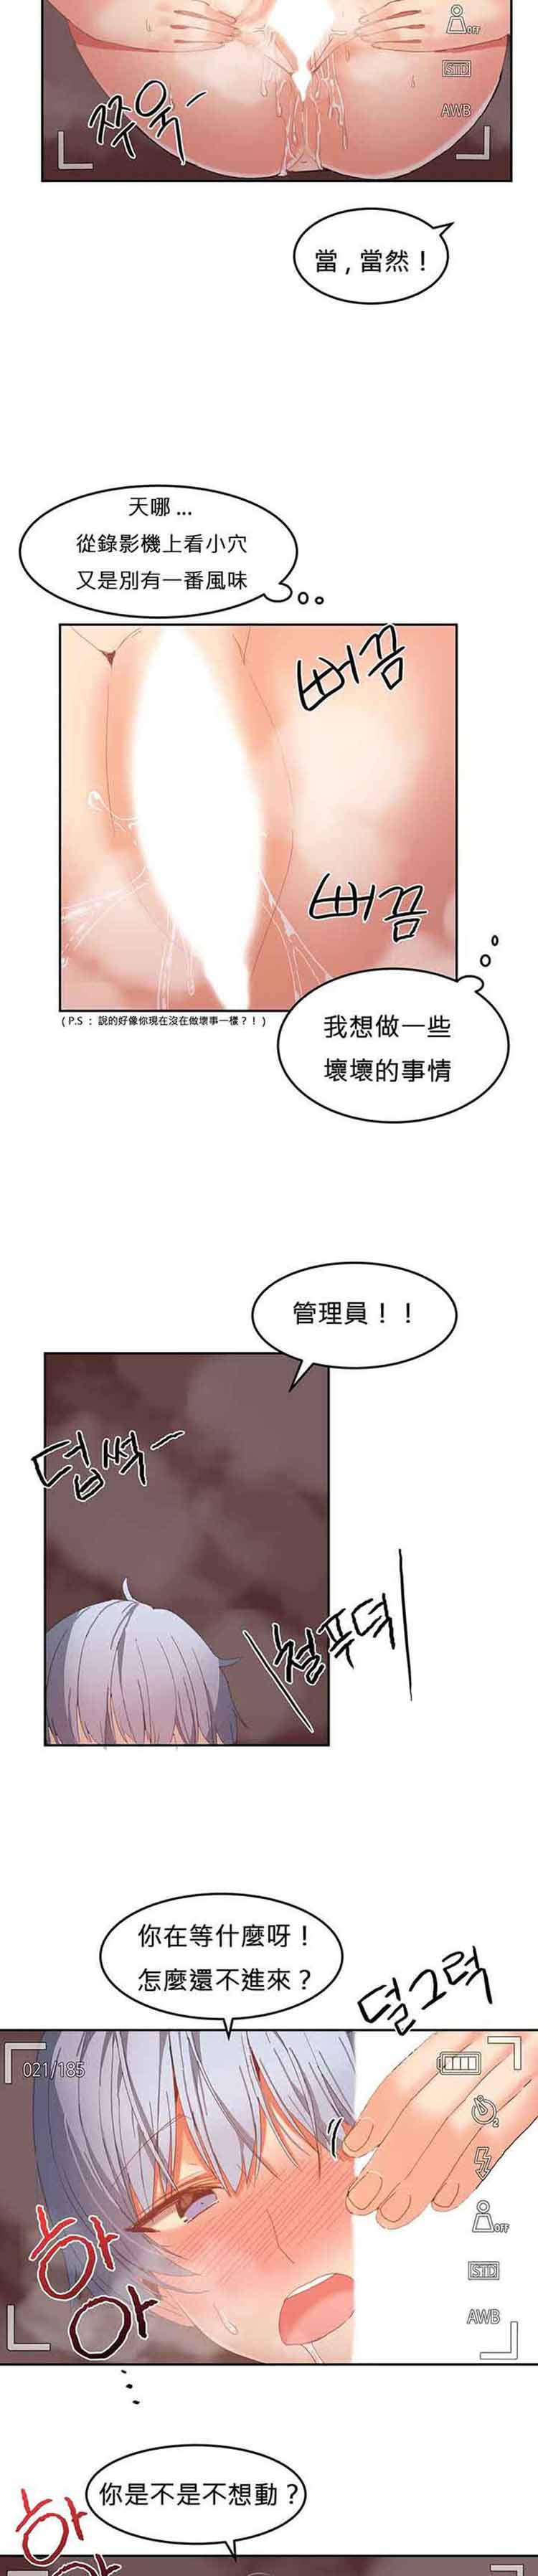 OFF
STD
쭈욱~
AWB
當，當然！
天哪...
從錄影機上看小穴
又是別有一番風味
뻐끔
뻐끔
（P.S ： 說的好像你現在沒在做壞事一樣？！）
我想做一些
壞壞的事情
管理員！！
덥썩~
철푸덕
你在等什麼呀！
怎麼還不進來？
덜그럭
021/185
2
OFF
하
아
STD
AWB
你是不是不想動？
하